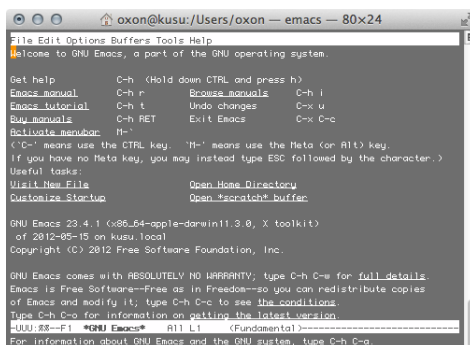 oxon@kusu:/Users/oxon — emacs — 80×24
File Edit Options Buffers Tools Help
Welcome to GNU Emacs, a part of the GNU operating system.
Get help C-h (Hold down CTRL and press h)
Emacs manual C-h r Browse manuals C-h i
Emacs tutorial C-h t Undo changes C-x u
Buy manuals C-h RET Exit Emacs C-x C-c
Activate menubar M-`
(`C-' means use the CTRL key. `M-' means use the Meta (or Alt) key.
If you have no Meta key, you may instead type ESC followed by the character.)
Useful tasks:
Visit New File Open Home Directory
Customize Startup Open *scratch* buffer
GNU Emacs 23.4.1 (x86_64-apple-darwin11.3.0, X toolkit)
of 2012-05-15 on kusu.local
Copyright (C) 2012 Free Software Foundation, Inc.
GNU Emacs comes with ABSOLUTELY NO WARRANTY; type C-h C-w for full details.
Emacs is Free Software--Free as in Freedom--so you can redistribute copies
of Emacs and modify it; type C-h C-c to see the conditions.
Type C-h C-o for information on getting the latest version.
-UUU:%%--F1 *GNU Emacs* All L1 (Fundamental)--------------------------
For information about GNU Emacs and the GNU system, type C-h C-a.